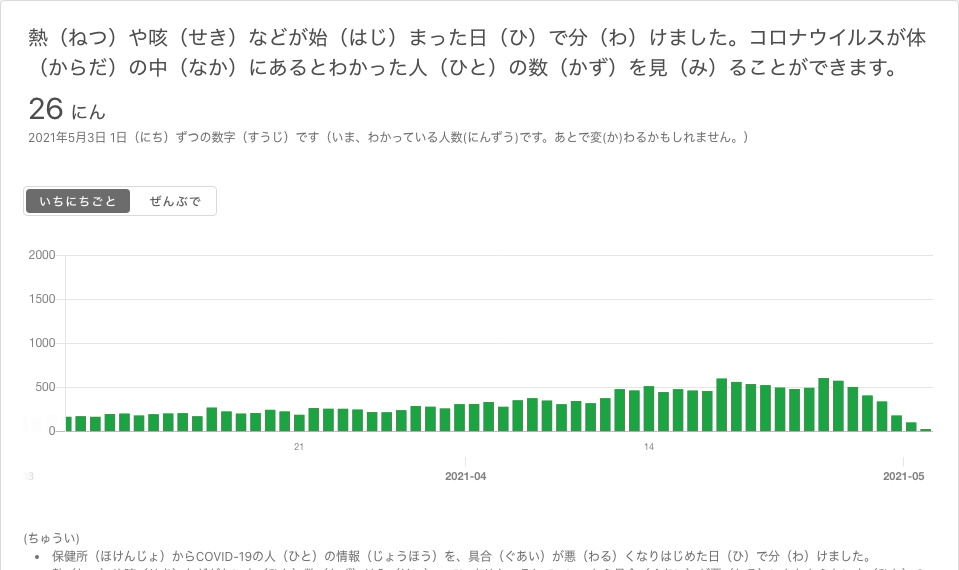 熱（ねつ）や咳（せき）などが始（はじ）まった日（ひ）で分（わ）けました。コロナウイルスが体
（からだ）の中（なか）にあるとわかった人（ひと）の数（かず）を見（み）ることができます。
26 にん
2021年5月3日 1日（にち）ずつの数字（すうじ）です（いま、わかっている人数(にんずう)です。あとで変(か)わるかもしれません。）
いちにちごと ぜんぶで
2000
1500
1000
500
0
21 14
3 2021-04 2021-05
(ちゅうい)
• 保健所（ほけんじょ）からCOVID-19の人（ひと）の情報（じょうほう）を、具合（ぐあい）が悪（わる）くなりはじめた日（ひ）で分（わ）けました。